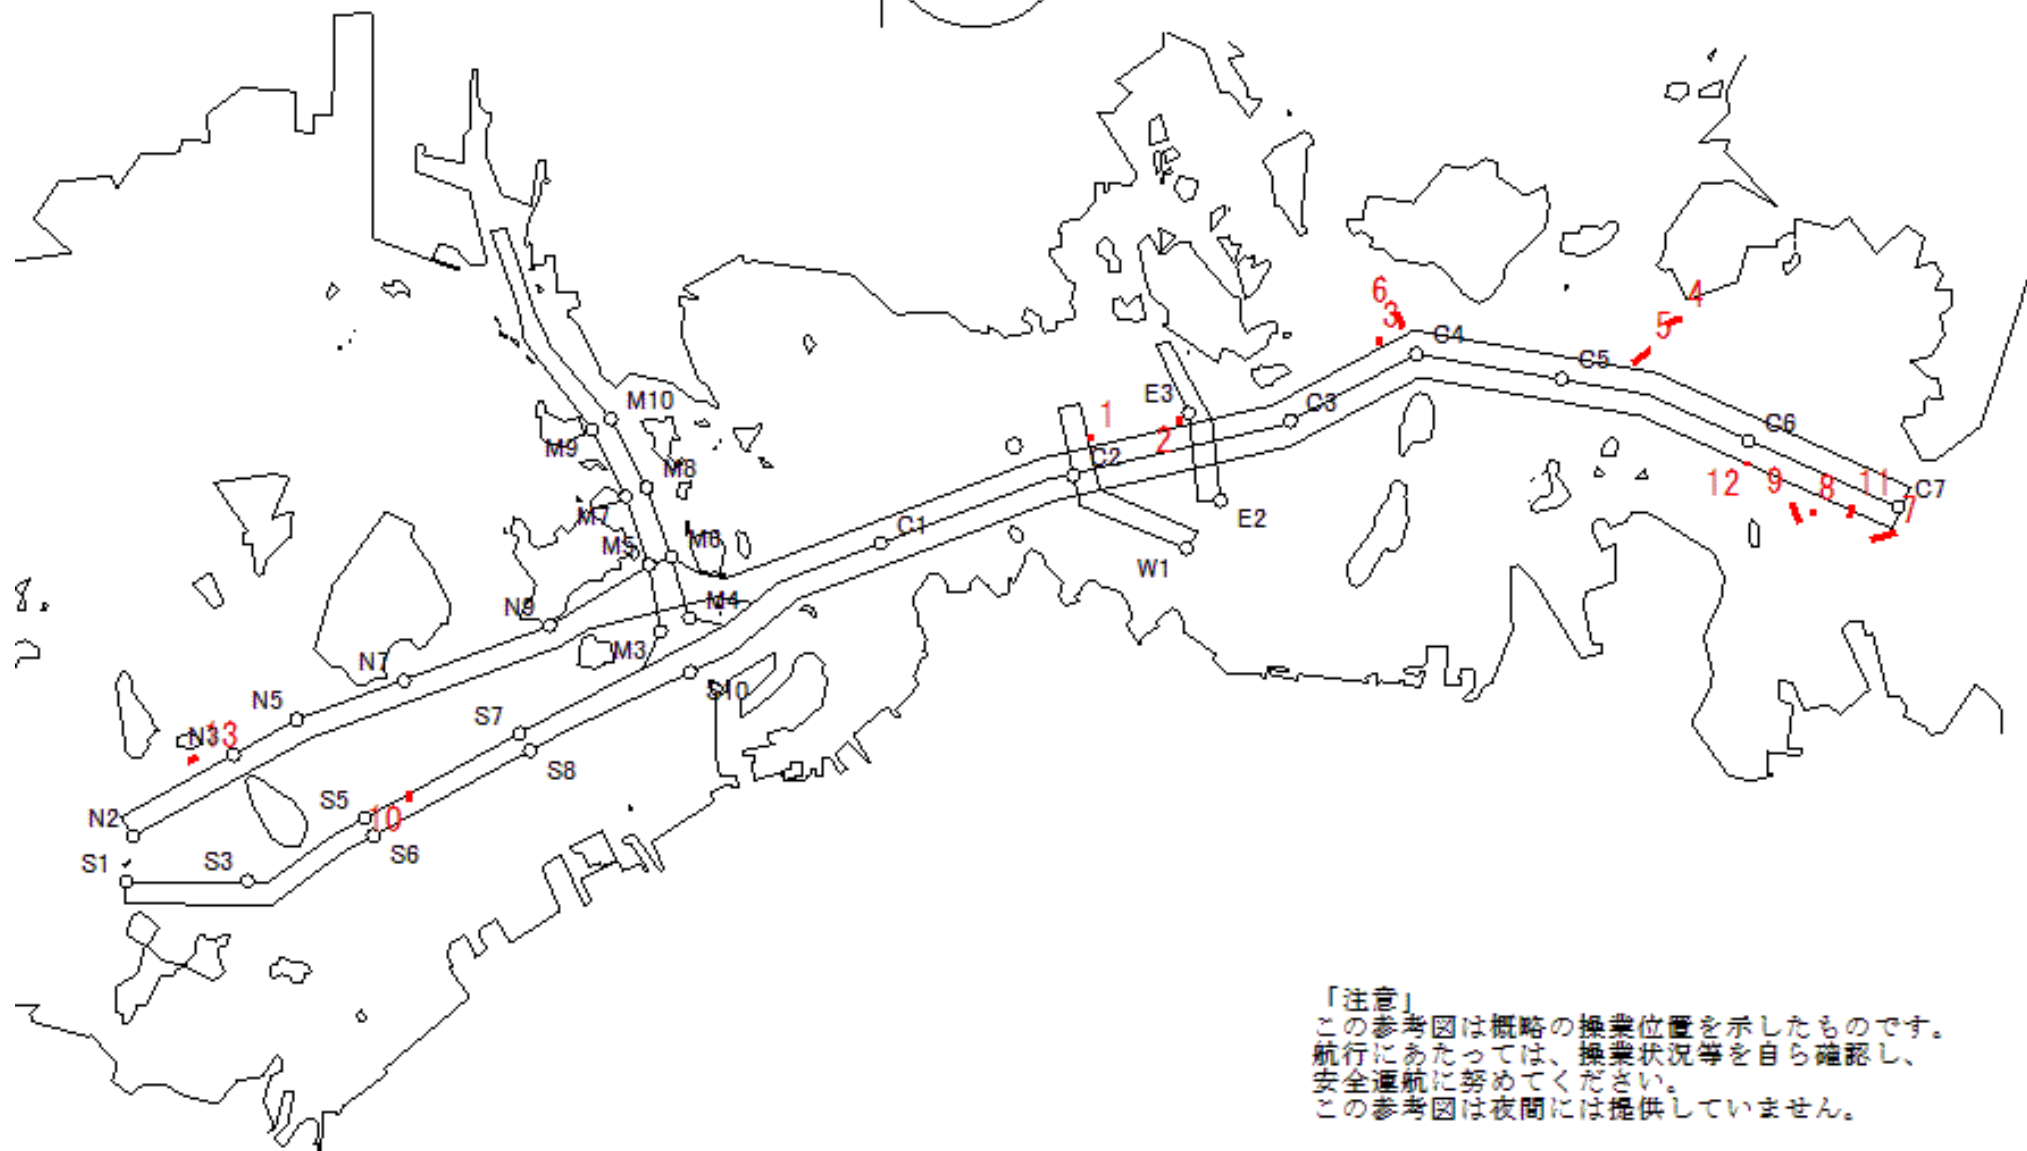 6
3
4
5
C4
C5
M10
E3
1
2
C3
C6
M9
M8
C2
12
9
8
11
C7
7
M7
E2
C1
M5
M6
W1
N9
M4
M3
N7
S10
N5
S7
N3
13
S8
S5
10
N2
S6
S1
S3
「注意」
この参考図は概略の操業位置を示したものです。
航行にあたっては、操業状況等を自ら確認し、
安全運航に努めてください。
この参考図は夜間には提供していません。